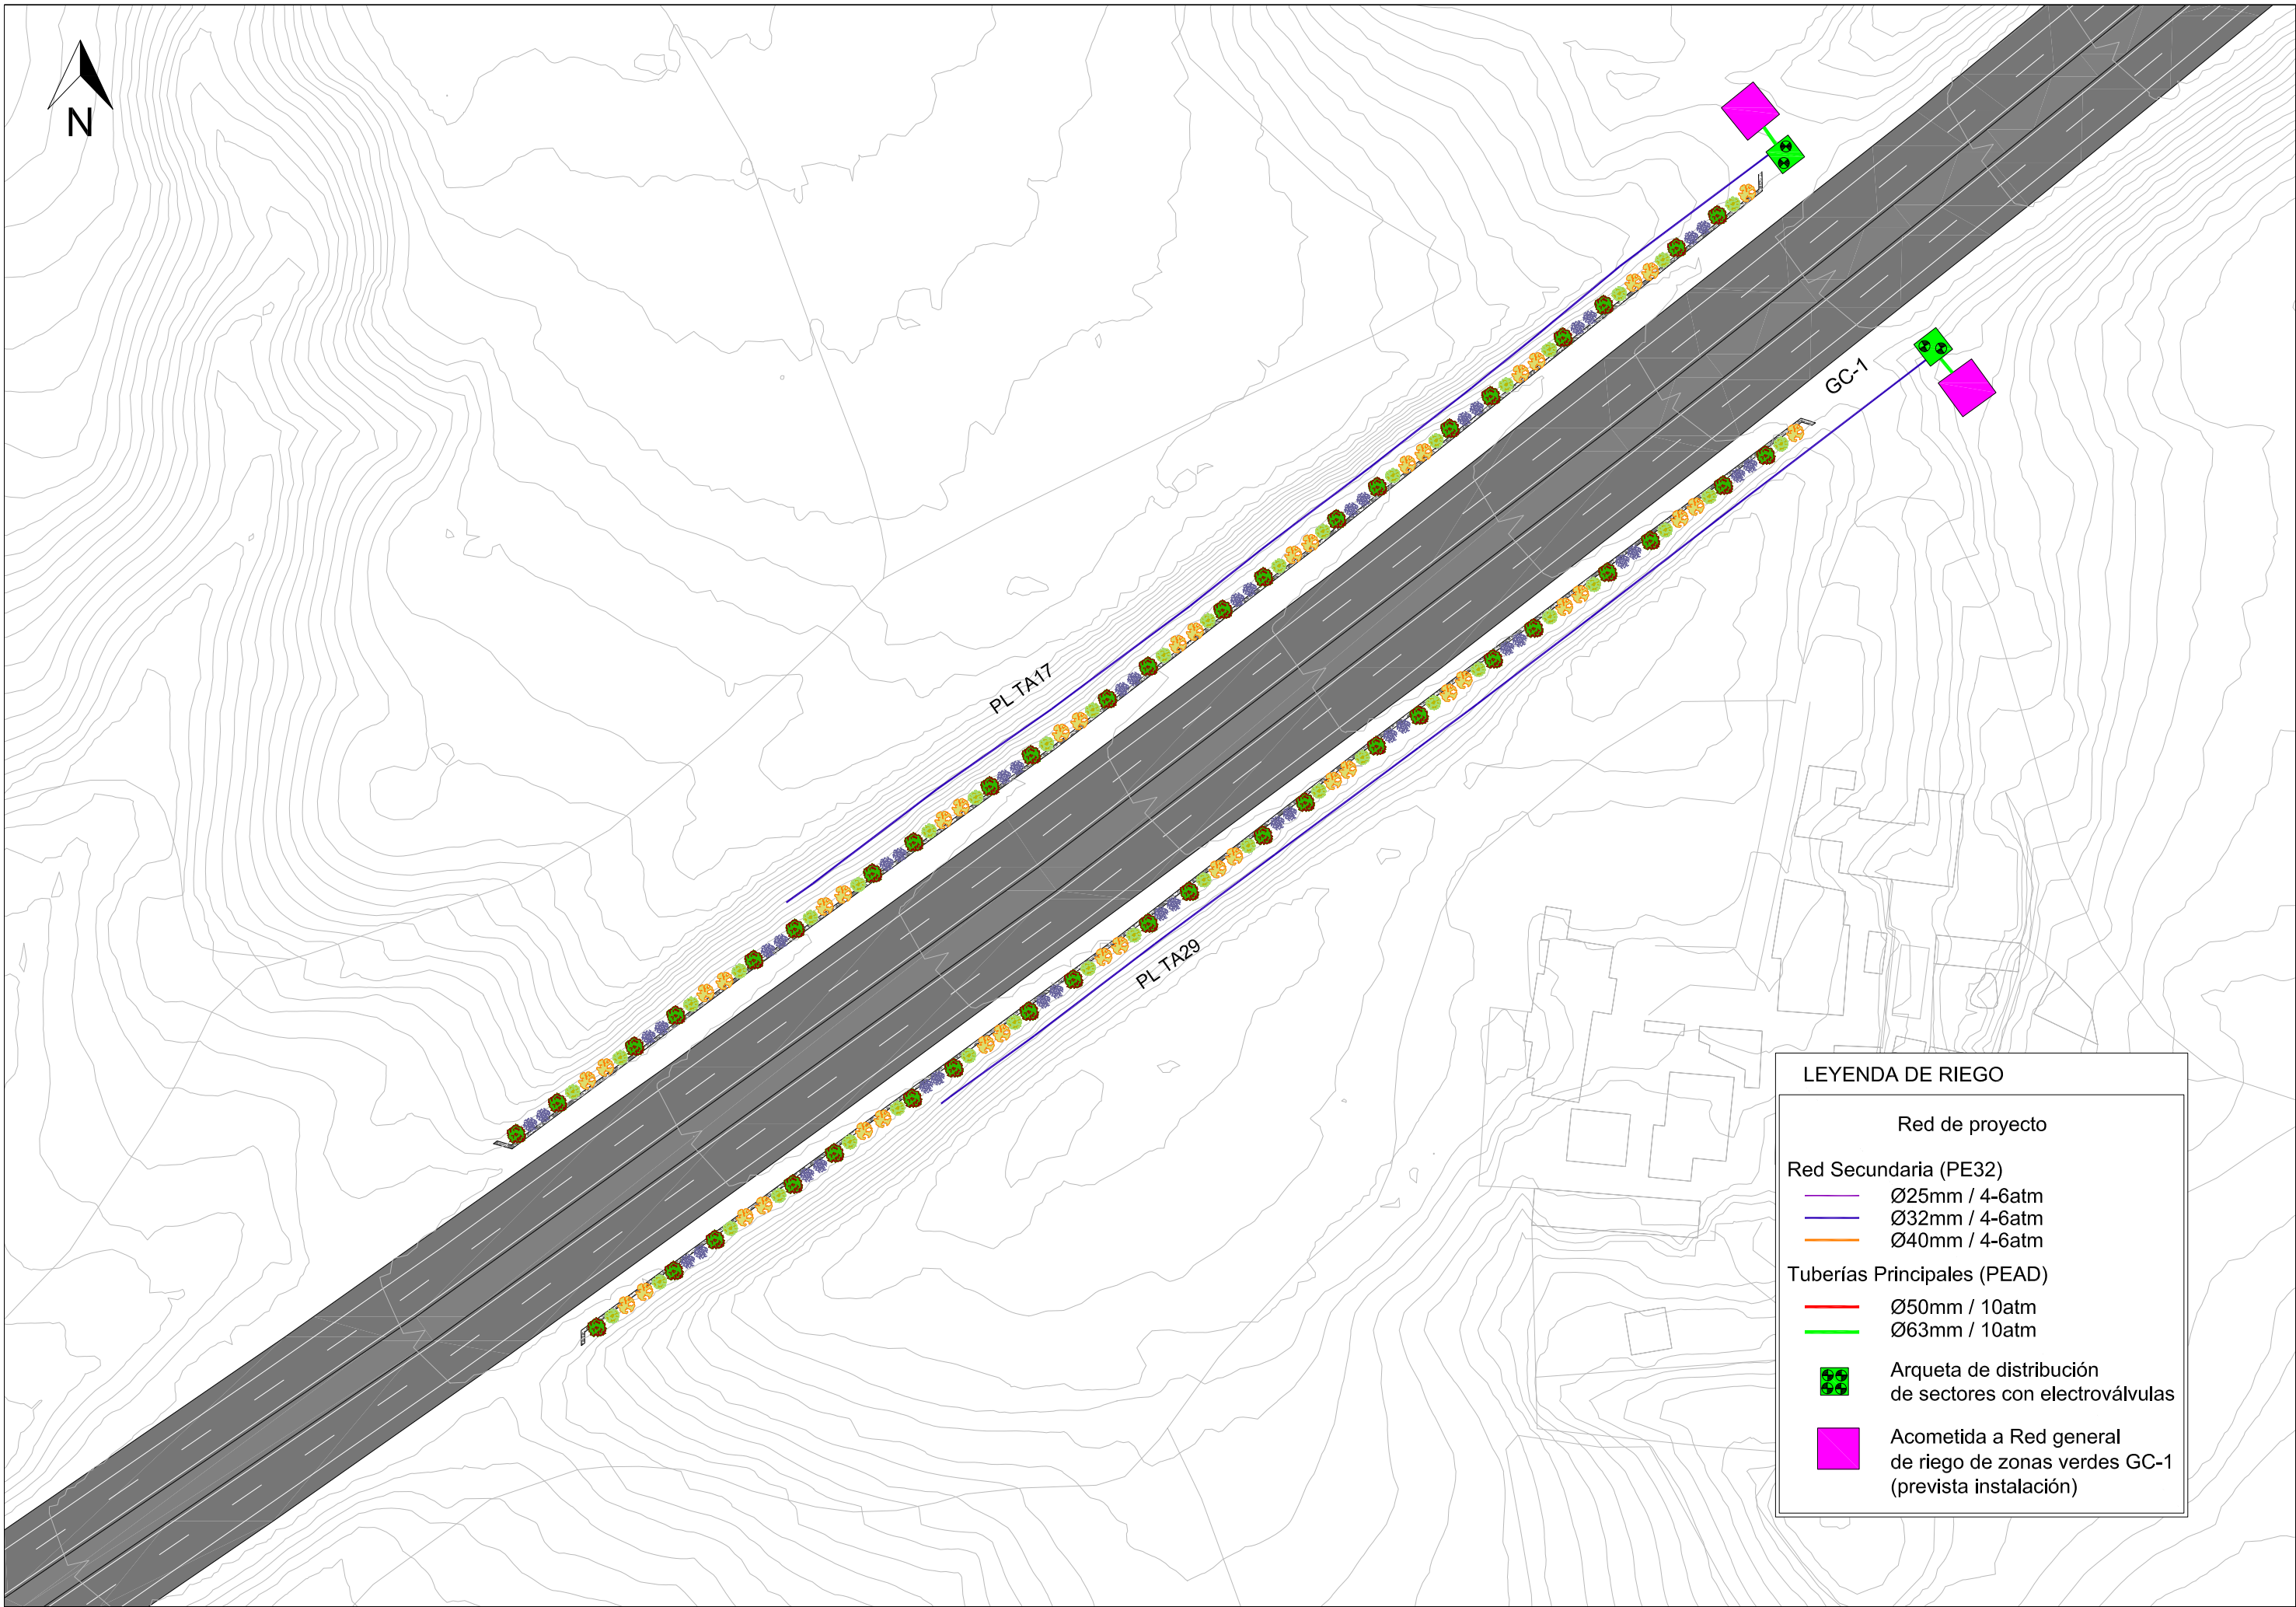 N
GC-1
PL TA17
PL TA29
LEYENDA DE RIEGO
Red de proyecto
Red Secundaria (PE32)
Ø25mm / 4-6atm
Ø32mm / 4-6atm
Ø40mm / 4-6atm
Tuberías Principales (PEAD)
Ø50mm / 10atm
Ø63mm / 10atm
Arqueta de distribución
de sectores con electroválvulas
Acometida a Red general
de riego de zonas verdes GC-1
(prevista instalación)